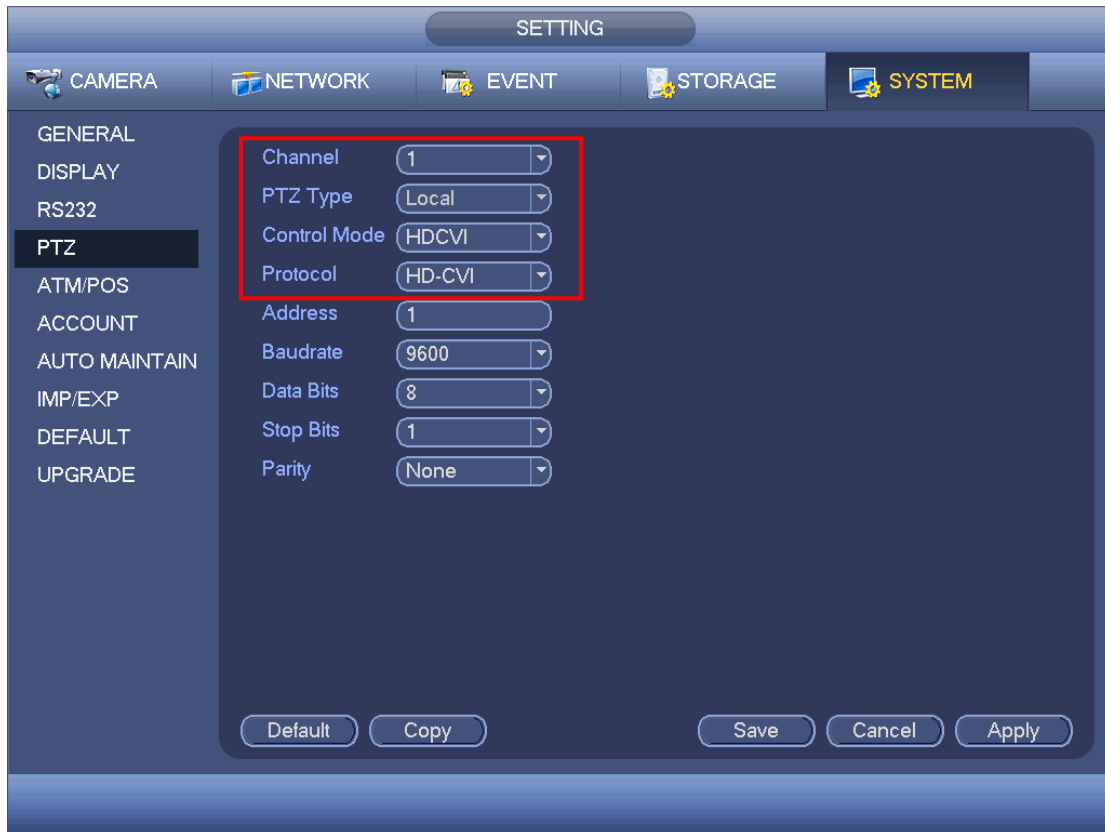 SETTING
CAMERA NETWORK EVENT STORAGE SYSTEM
GENERAL
DISPLAY
RS232
PTZ
ATM/POS
ACCOUNT
AUTO MAINTAIN
IMP/EXP
DEFAULT
UPGRADE
Channel 1
PTZ Type Local
Control Mode HDCVI
Protocol HD-CVI
Address 1
Baudrate 9600
Data Bits 8
Stop Bits 1
Parity None
Default Copy Save Cancel Apply